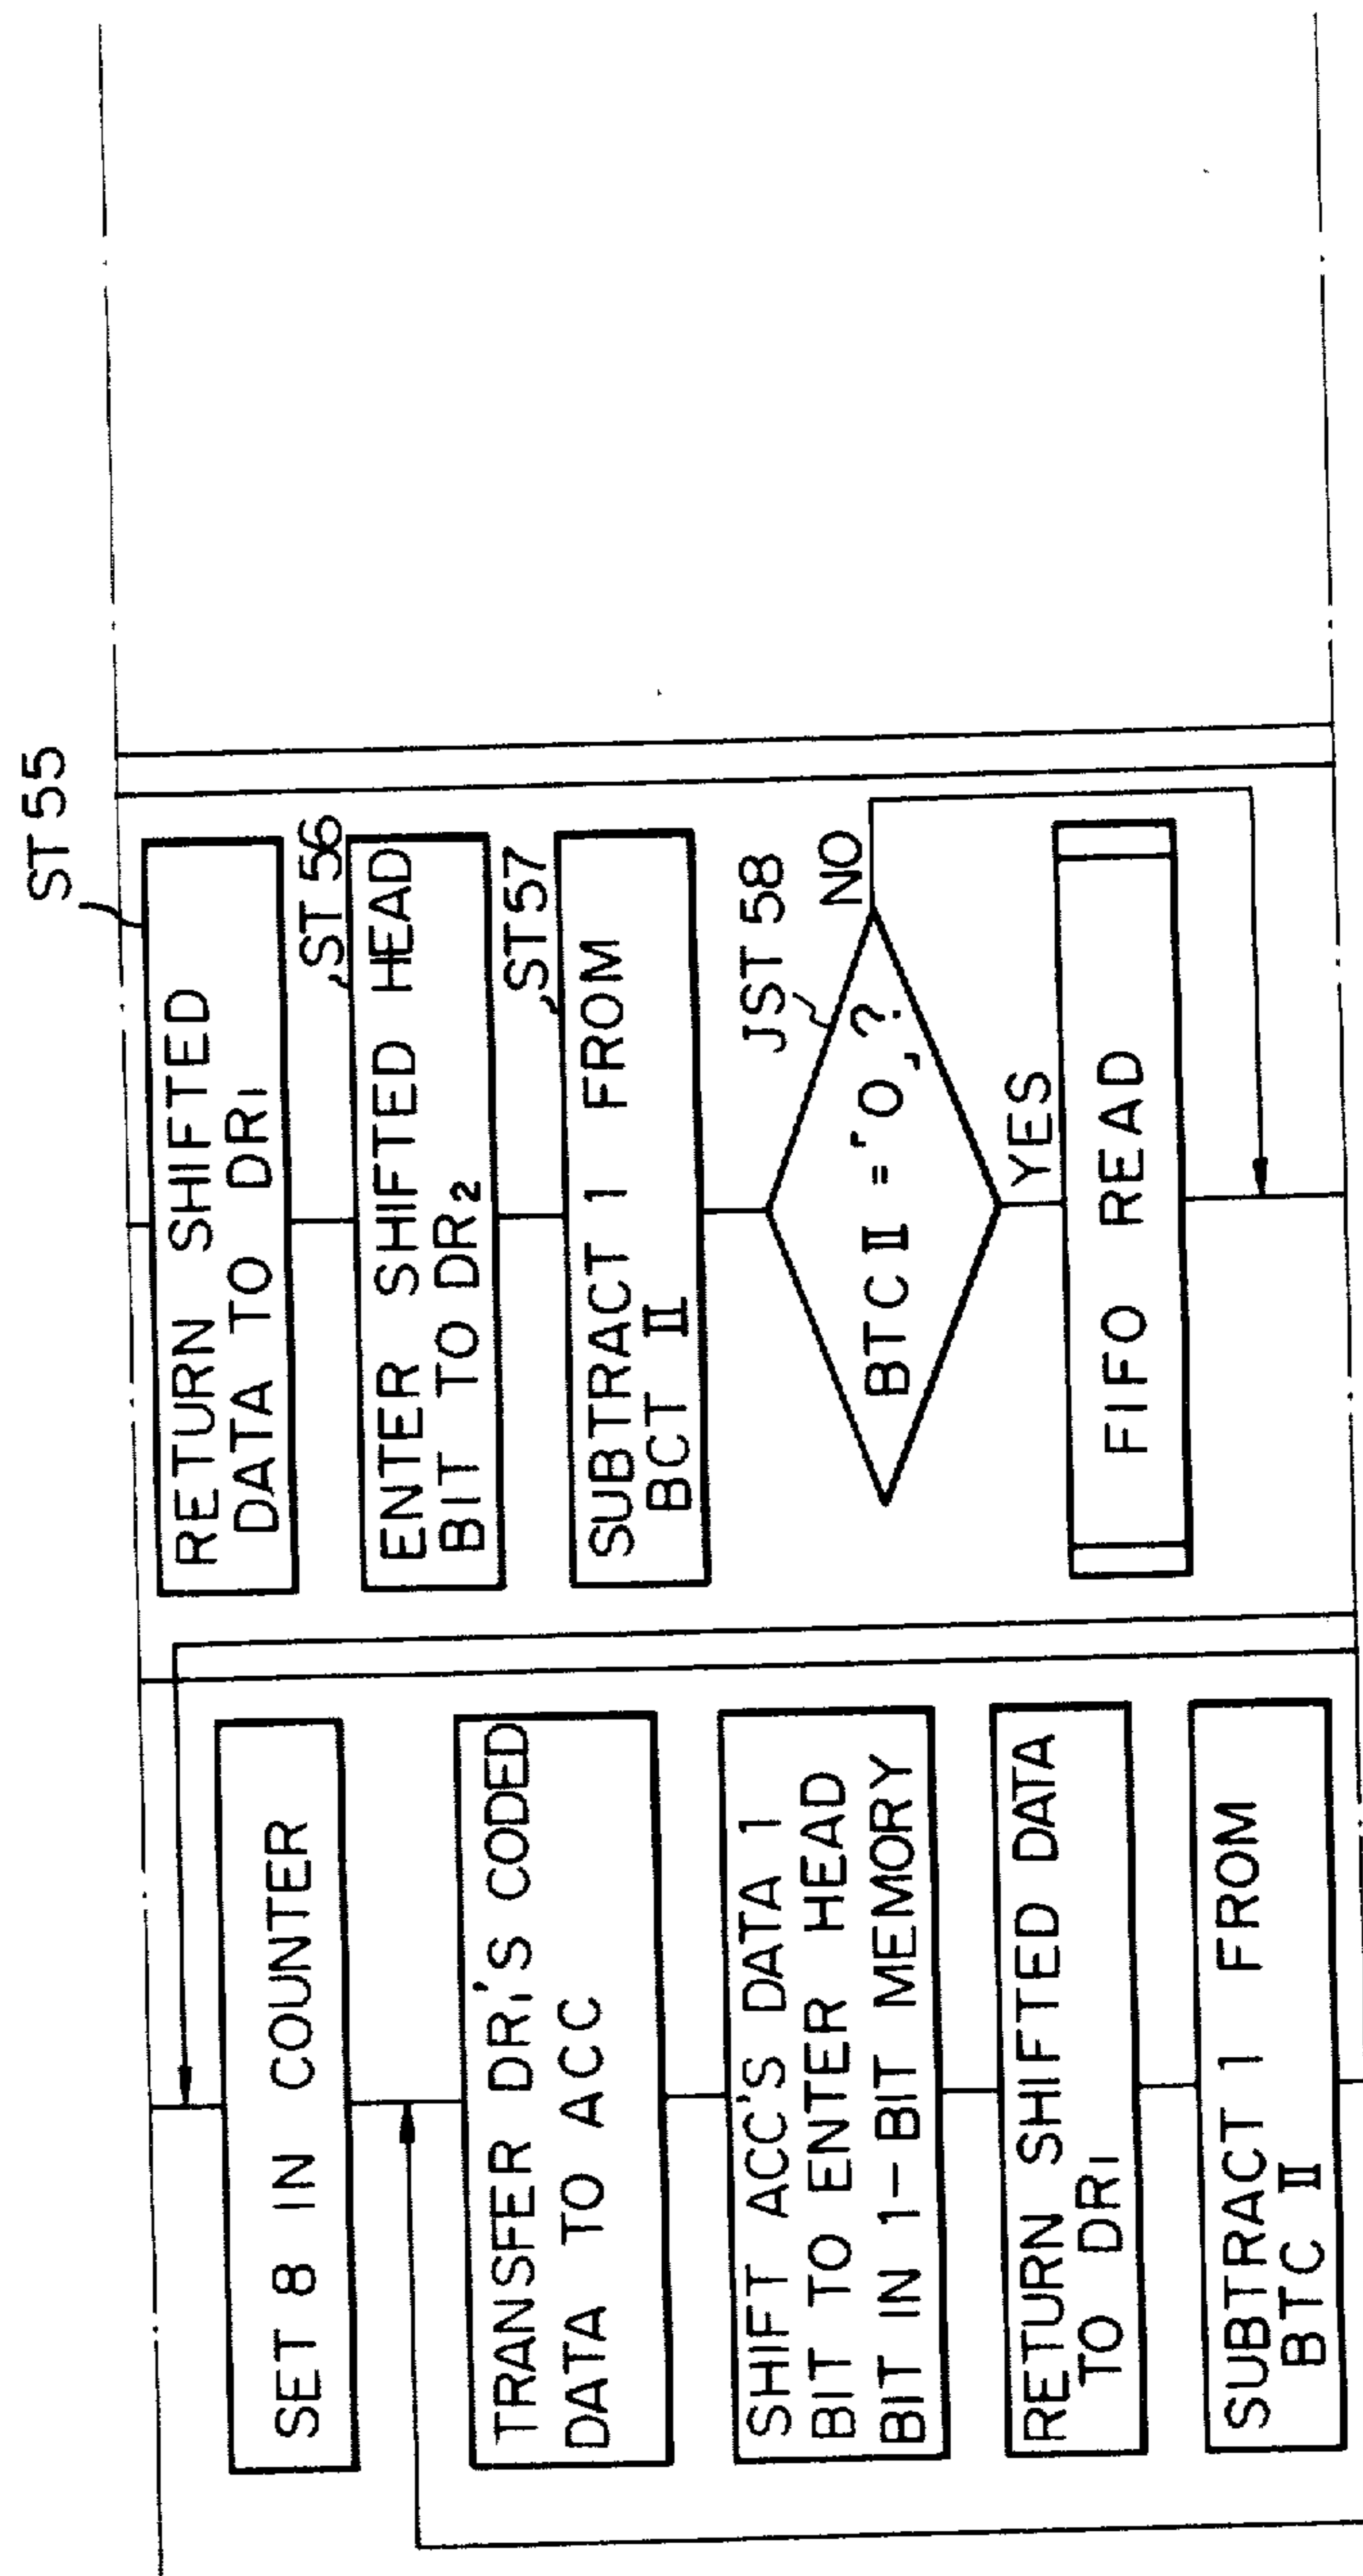 SET 8 IN COUNTER
TRANSFER DR₁'S CODED
DATA TO ACC
SHIFT ACC'S DATA 1
BIT TO ENTER HEAD
BIT IN 1-BIT MEMORY
RETURN SHIFTED DATA
TO DR₁
SUBTRACT 1 FROM
BTC II
ST 55
RETURN SHIFTED
DATA TO DR₁
ST 56
ENTER SHIFTED HEAD
BIT TO DR₂
ST 57
SUBTRACT 1 FROM
BCT II
JST 58
BTC II = ｢0｣ ?
NO
YES
FIFO READ